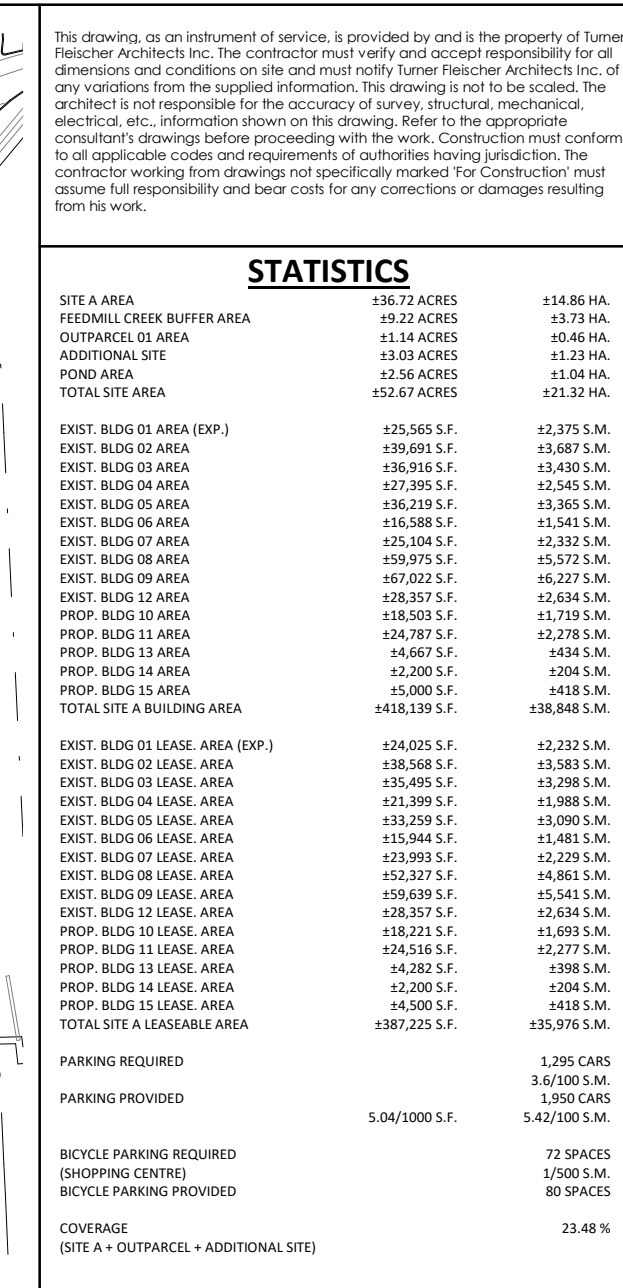 This drawing, as an instrument of service, is provided by and is the property of Turner
Fleischer Architects Inc. The contractor must verify and accept responsibility for all
dimensions and conditions on site and must notify Turner Fleischer Architects Inc. of
any variations from the supplied information. This drawing is not to be scaled. The
architect is not responsible for the accuracy of survey, structural, mechanical,
electrical, etc., information shown on this drawing. Refer to the appropriate
consultant's drawings before proceeding with the work. Construction must conform
to all applicable codes and requirements of authorities having jurisdiction. The
contractor working from drawings not specifically marked 'For Construction' must
assume full responsibility and bear costs for any corrections or damages resulting
from his work.
STATISTICS
SITE A AREA ±36.72 ACRES ±14.86 HA.
FEEDMILL CREEK BUFFER AREA ±9.22 ACRES ±3.73 HA.
OUTPARCEL 01 AREA ±1.14 ACRES ±0.46 HA.
ADDITIONAL SITE ±3.03 ACRES ±1.23 HA.
POND AREA ±2.56 ACRES ±1.04 HA.
TOTAL SITE AREA ±52.67 ACRES ±21.32 HA.
EXIST. BLDG 01 AREA (EXP.) ±25,565 S.F. ±2,375 S.M.
EXIST. BLDG 02 AREA ±39,691 S.F. ±3,687 S.M.
EXIST. BLDG 03 AREA ±36,916 S.F. ±3,430 S.M.
EXIST. BLDG 04 AREA ±27,395 S.F. ±2,545 S.M.
EXIST. BLDG 05 AREA ±36,219 S.F. ±3,365 S.M.
EXIST. BLDG 06 AREA ±16,588 S.F. ±1,541 S.M.
EXIST. BLDG 07 AREA ±25,104 S.F. ±2,332 S.M.
EXIST. BLDG 08 AREA ±59,975 S.F. ±5,572 S.M.
EXIST. BLDG 09 AREA ±67,022 S.F. ±6,227 S.M.
EXIST. BLDG 12 AREA ±28,357 S.F. ±2,634 S.M.
PROP. BLDG 10 AREA ±18,503 S.F. ±1,719 S.M.
PROP. BLDG 11 AREA ±24,787 S.F. ±2,278 S.M.
PROP. BLDG 13 AREA ±4,667 S.F. ±434 S.M.
PROP. BLDG 14 AREA ±2,200 S.F. ±204 S.M.
PROP. BLDG 15 AREA ±5,000 S.F. ±418 S.M.
TOTAL SITE A BUILDING AREA ±418,139 S.F. ±38,848 S.M.
EXIST. BLDG 01 LEASE. AREA (EXP.) ±24,025 S.F. ±2,232 S.M.
EXIST. BLDG 02 LEASE. AREA ±38,568 S.F. ±3,583 S.M.
EXIST. BLDG 03 LEASE. AREA ±35,495 S.F. ±3,298 S.M.
EXIST. BLDG 04 LEASE. AREA ±21,399 S.F. ±1,988 S.M.
EXIST. BLDG 05 LEASE. AREA ±33,259 S.F. ±3,090 S.M.
EXIST. BLDG 06 LEASE. AREA ±15,944 S.F. ±1,481 S.M.
EXIST. BLDG 07 LEASE. AREA ±23,993 S.F. ±2,229 S.M.
EXIST. BLDG 08 LEASE. AREA ±52,327 S.F. ±4,861 S.M.
EXIST. BLDG 09 LEASE. AREA ±59,639 S.F. ±5,541 S.M.
EXIST. BLDG 12 LEASE. AREA ±28,357 S.F. ±2,634 S.M.
PROP. BLDG 10 LEASE. AREA ±18,221 S.F. ±1,693 S.M.
PROP. BLDG 11 LEASE. AREA ±24,516 S.F. ±2,277 S.M.
PROP. BLDG 13 LEASE. AREA ±4,282 S.F. ±398 S.M.
PROP. BLDG 14 LEASE. AREA ±2,200 S.F. ±204 S.M.
PROP. BLDG 15 LEASE. AREA ±4,500 S.F. ±418 S.M.
TOTAL SITE A LEASEABLE AREA ±387,225 S.F. ±35,976 S.M.
PARKING REQUIRED 1,295 CARS
3.6/100 S.M.
PARKING PROVIDED 1,950 CARS
5.04/1000 S.F. 5.42/100 S.M.
BICYCLE PARKING REQUIRED 72 SPACES
(SHOPPING CENTRE) 1/500 S.M.
BICYCLE PARKING PROVIDED 80 SPACES
COVERAGE 23.48 %
(SITE A + OUTPARCEL + ADDITIONAL SITE)